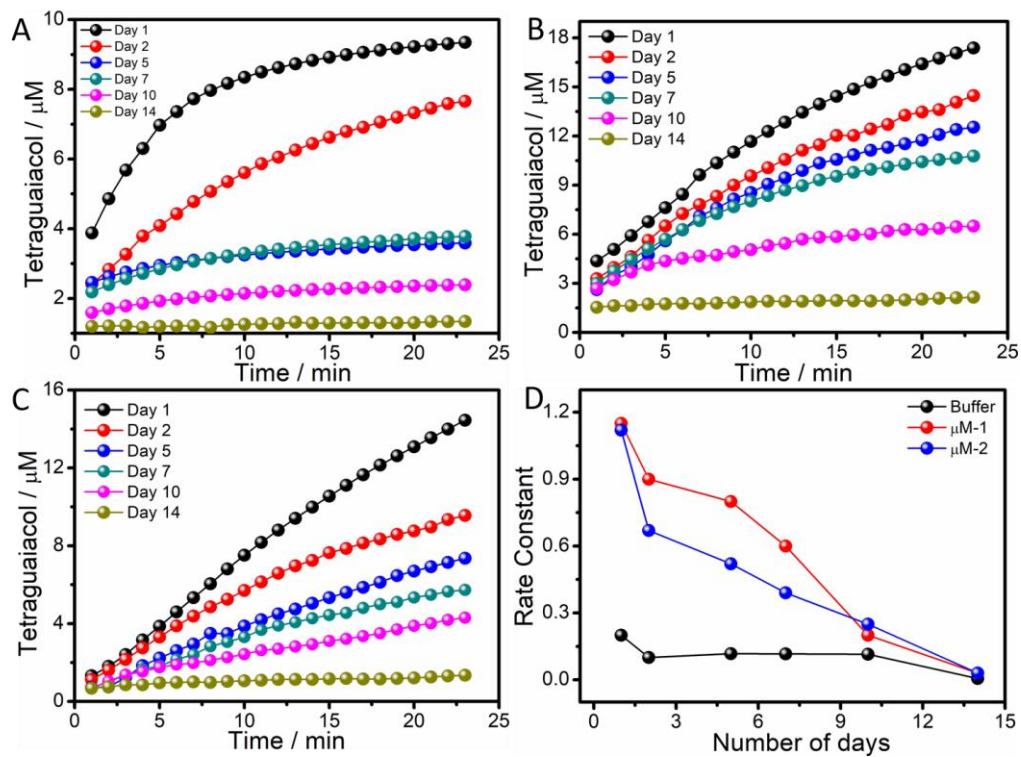 A
Day 1
Day 2
Day 5
Day 7
Day 10
Day 14
Tetraguaiacol / μM
10
8
6
4
2
0 5 10 15 20 25
Time / min
B
Day 1
Day 2
Day 5
Day 7
Day 10
Day 14
Tetraguaiacol / μM
18
15
12
9
6
3
0
0 5 10 15 20 25
Time / min
C
Day 1
Day 2
Day 5
Day 7
Day 10
Day 14
Tetraguaiacol / μM
16
12
8
4
0
0 5 10 15 20 25
Time / min
D
Buffer
μM-1
μM-2
Rate Constant
1.2
0.9
0.6
0.3
0.0
0 3 6 9 12 15
Number of days